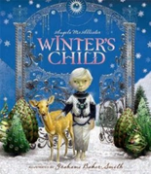 Angela McAllister
WINTER'S
CHILD
ILLUSTRATED BY Grahame Baker-Smith